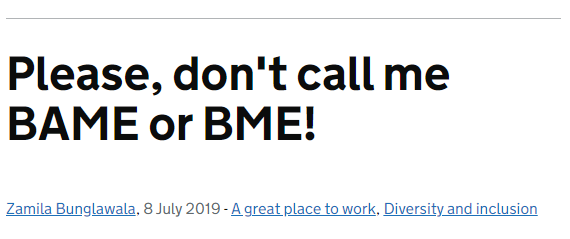 Please, don't call me
BAME or BME!
Zamila Bunglawala, 8 July 2019 - A great place to work, Diversity and inclusion